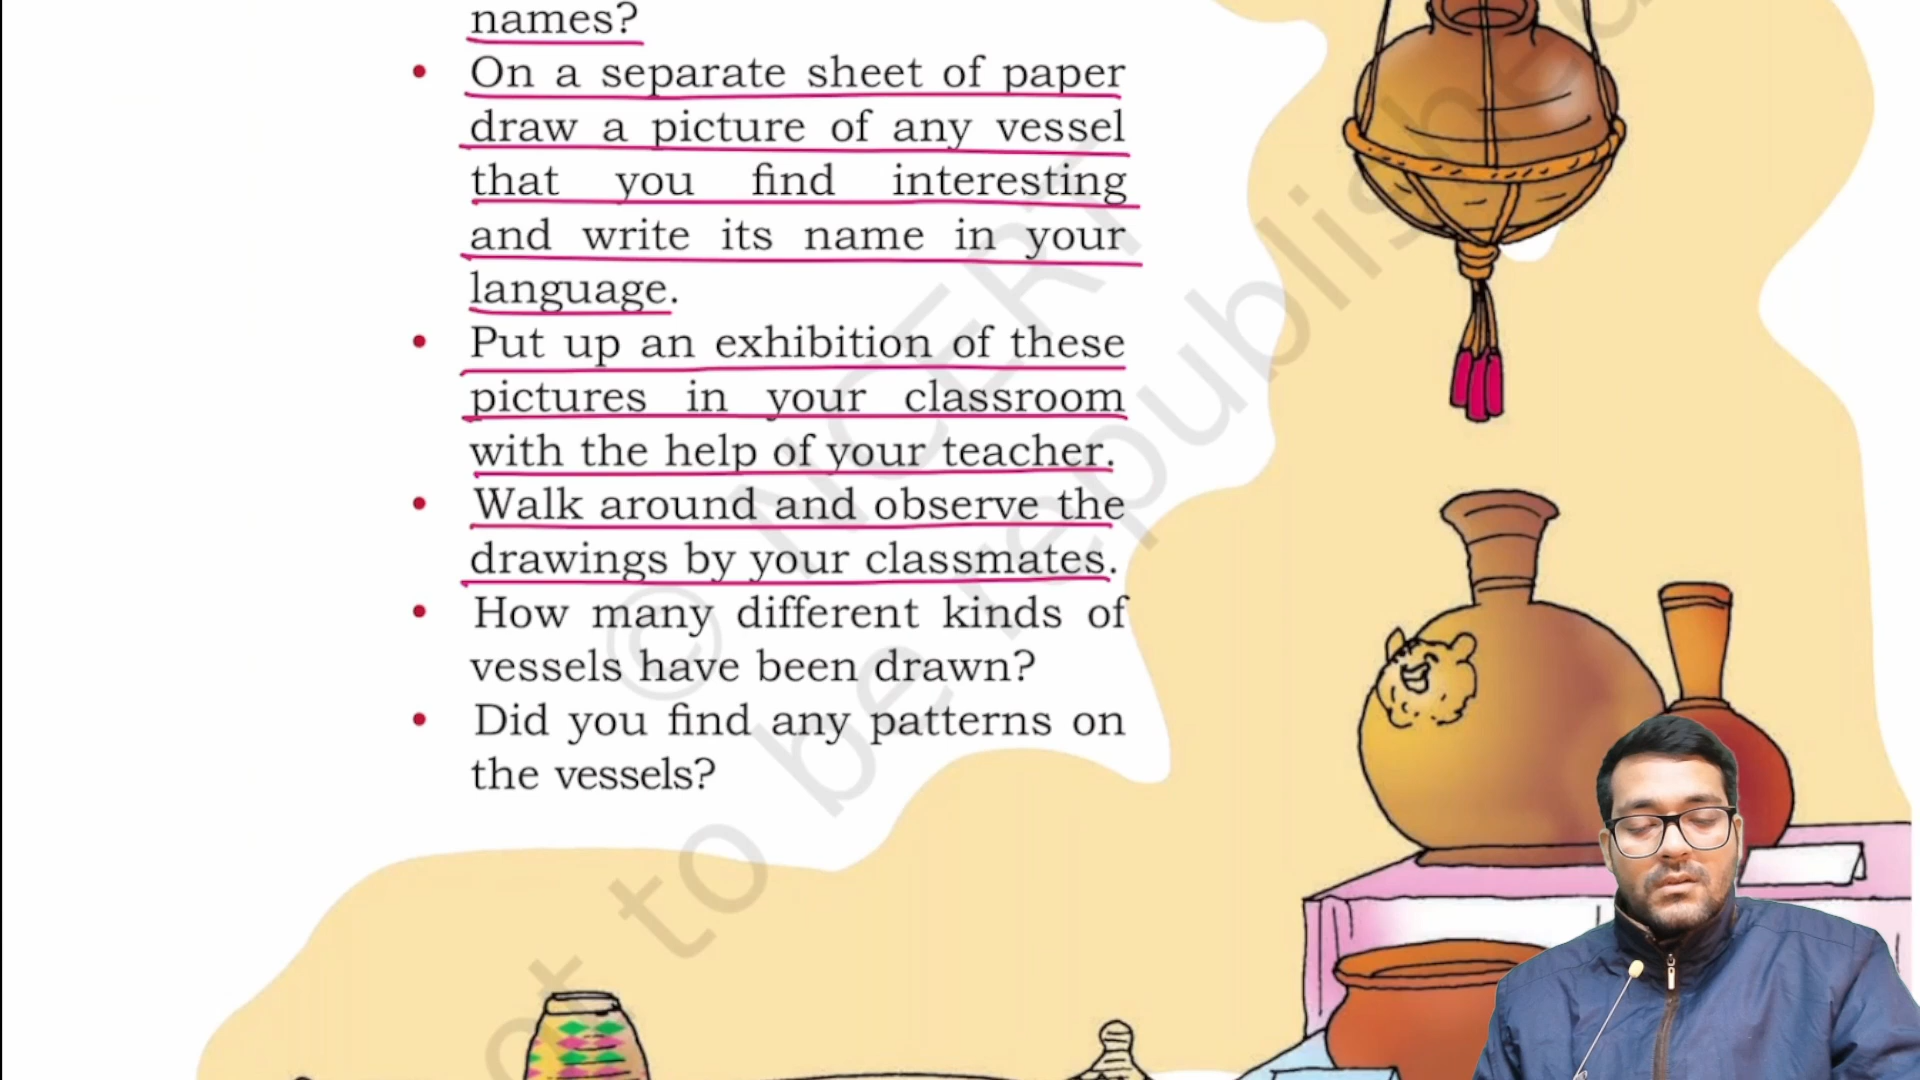 names?
• On a separate sheet of paper
draw a picture of any vessel
that you find interesting
and write its name in your
language.
• Put up an exhibition of these
pictures in your classroom
with the help of your teacher.
• Walk around and observe the
drawings by your classmates.
• How many different kinds of
vessels have been drawn?
• Did you find any patterns on
the vessels?
© NCERT
be republished